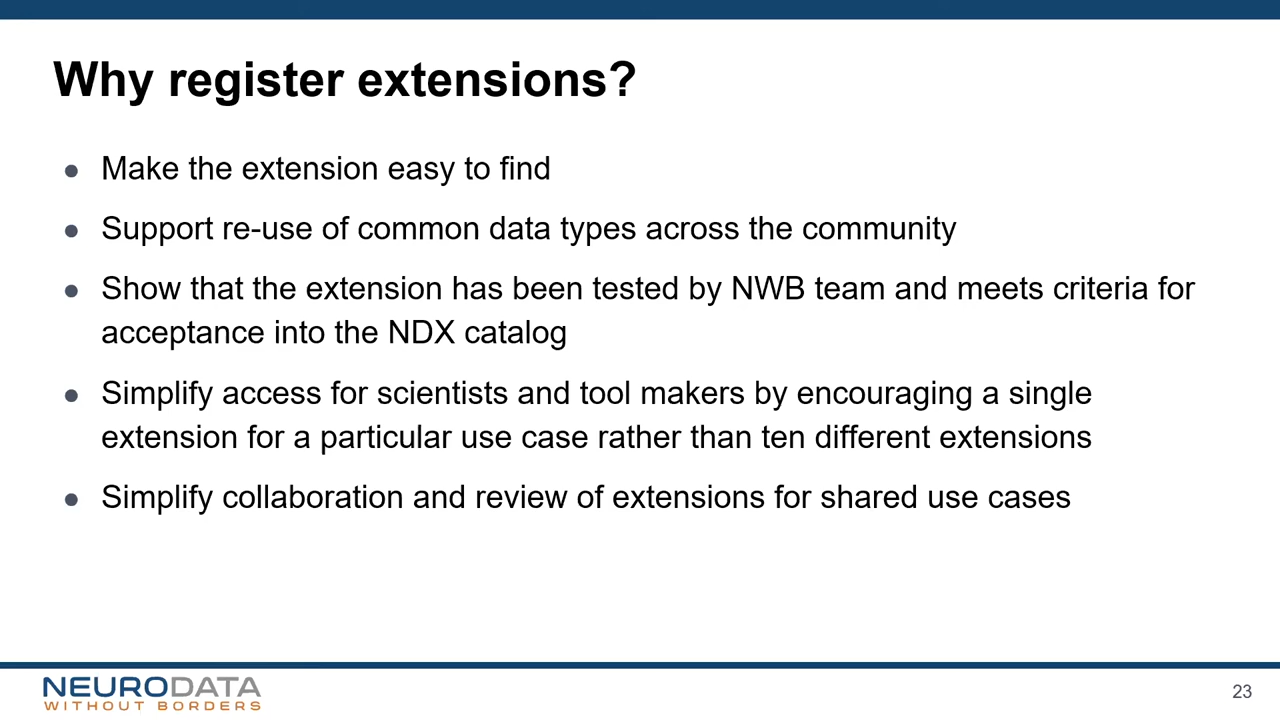 Why register extensions?
● Make the extension easy to find
● Support re-use of common data types across the community
● Show that the extension has been tested by NWB team and meets criteria for
acceptance into the NDX catalog
● Simplify access for scientists and tool makers by encouraging a single
extension for a particular use case rather than ten different extensions
● Simplify collaboration and review of extensions for shared use cases
NEURODATA
WITHOUT BORDERS
23